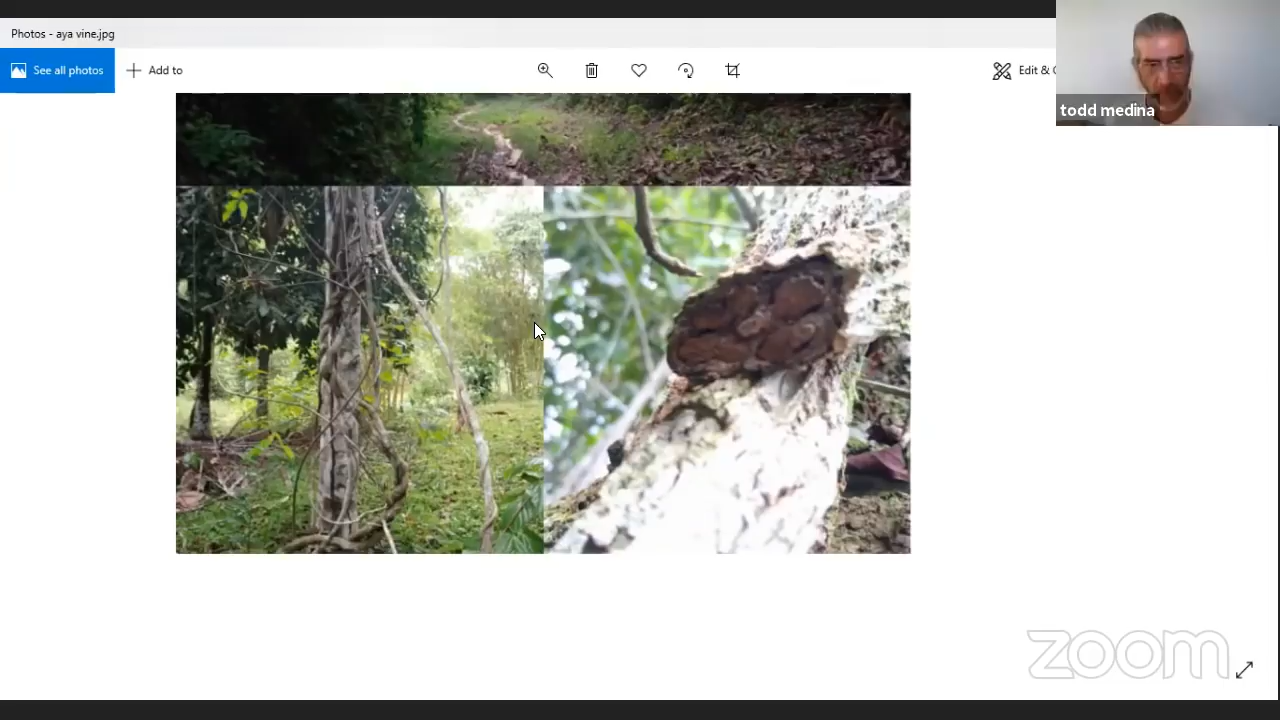 Photos - aya vine.jpg
See all photos
Add to
Edit & C
todd medina
zoom